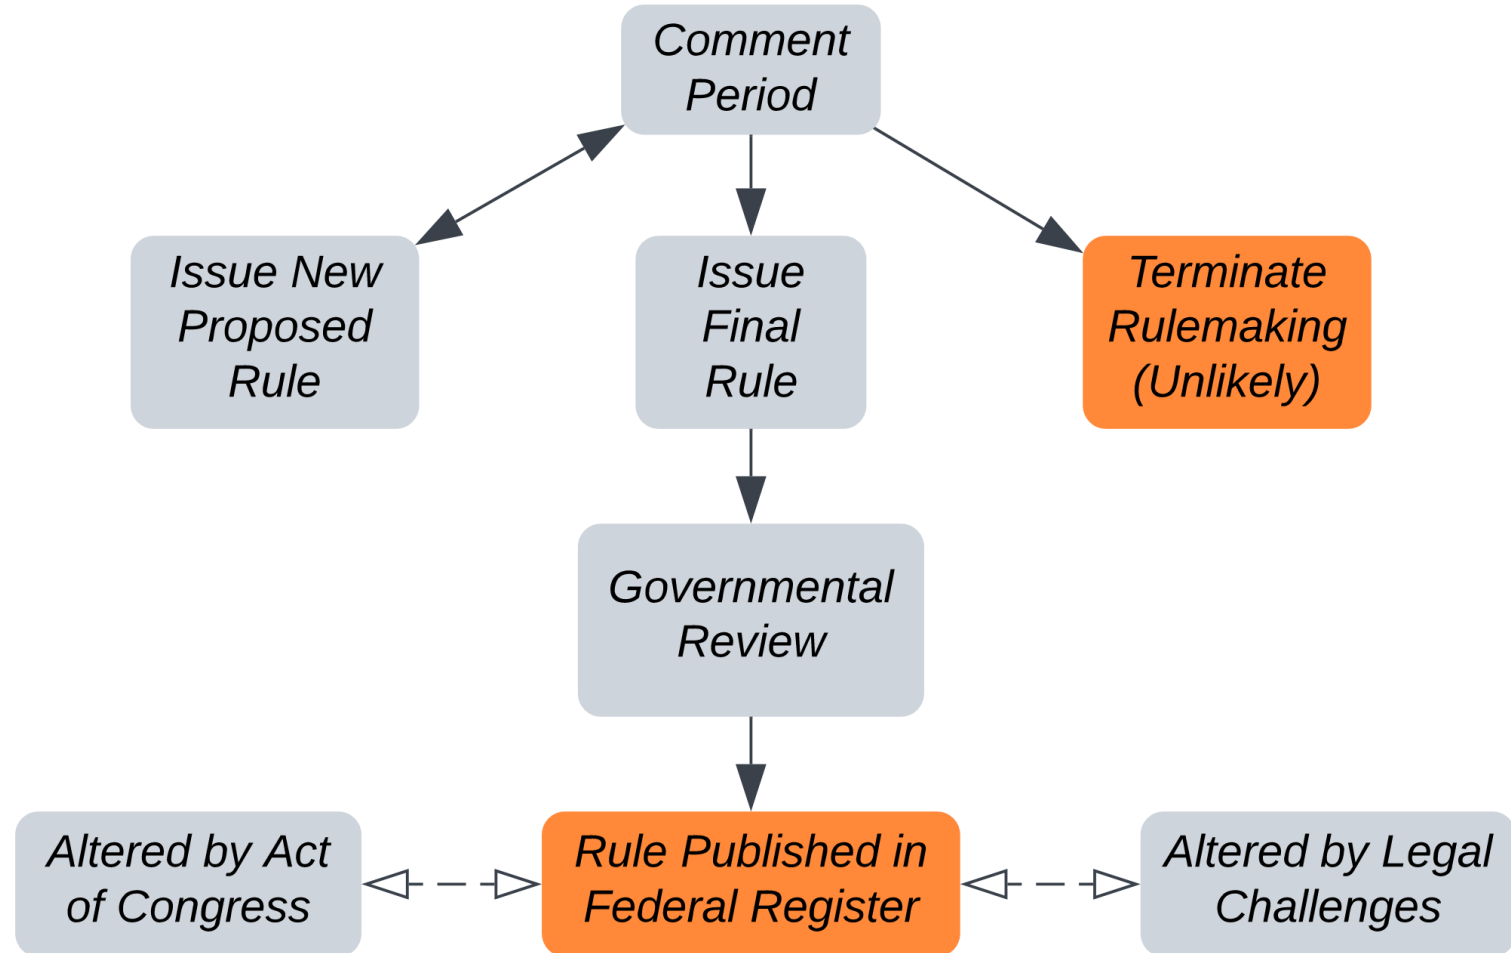 Comment
Period
Issue New
Proposed
Rule
Issue
Final
Rule
Terminate
Rulemaking
(Unlikely)
Governmental
Review
Altered by Act
of Congress
Rule Published in
Federal Register
Altered by Legal
Challenges